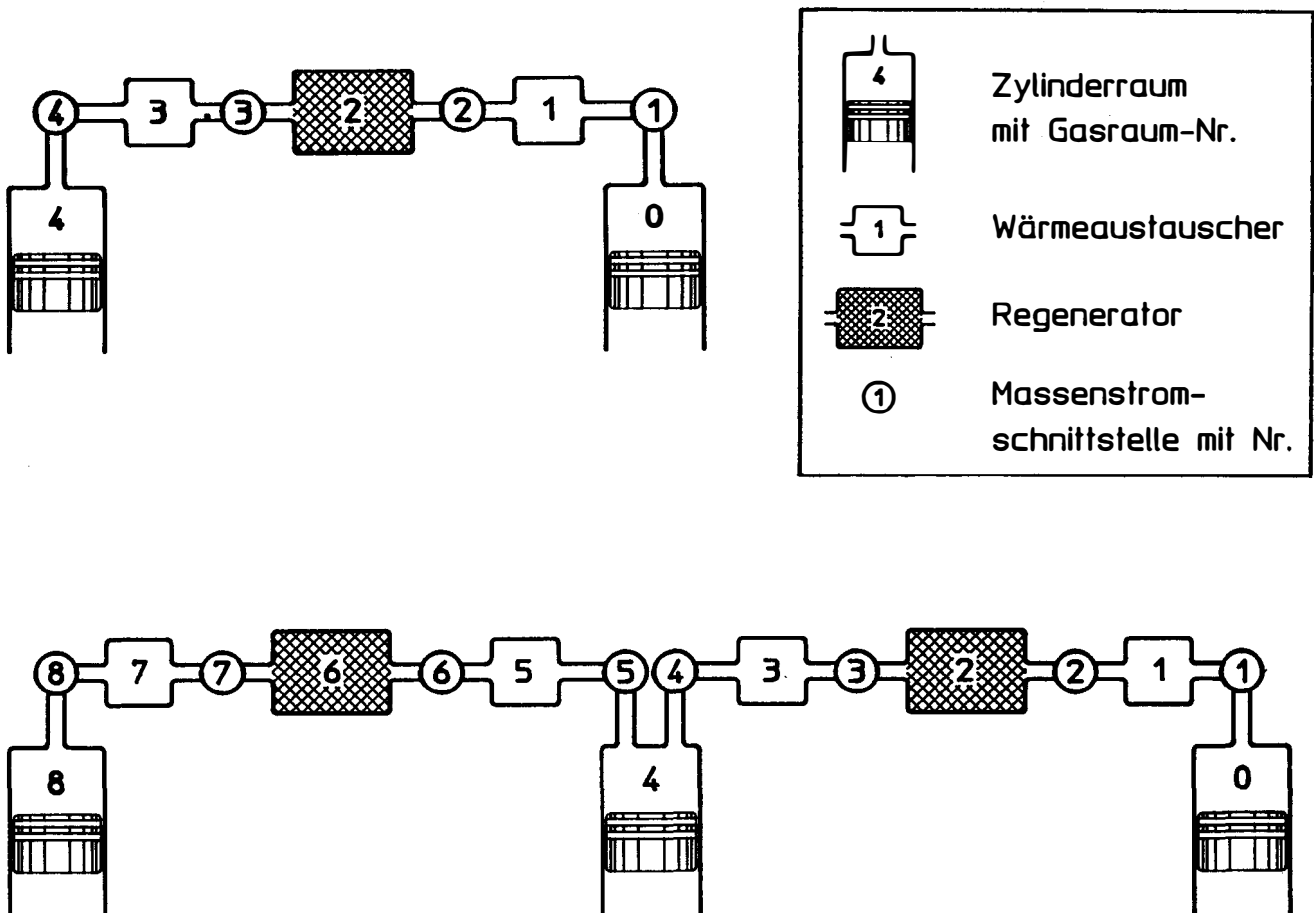 4 3 3 2 2 1 1
4 0
4 Zylinderraum
mit Gasraum-Nr.
1 Wärmeaustauscher
2 Regenerator
1 Massenstrom-
schnittstelle mit Nr.
8 7 7 6 6 5 5 4 3 3 2 2 1 1
8 4 0